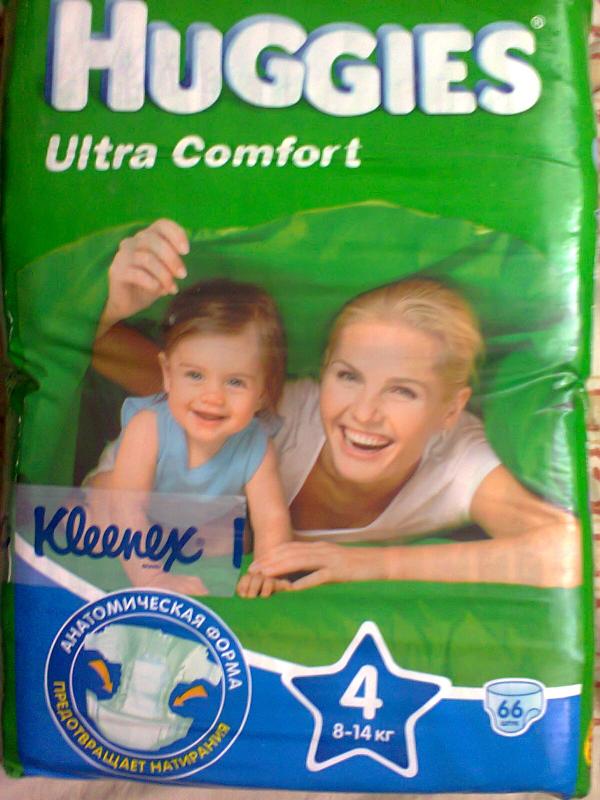 HUGGIES®
Ultra Comfort
Kleenex®
АНАТОМИЧЕСКАЯ ФОРМА
ПРЕДОТВРАЩАЕТ НАТИРАНИЯ
4
8-14 кг
66